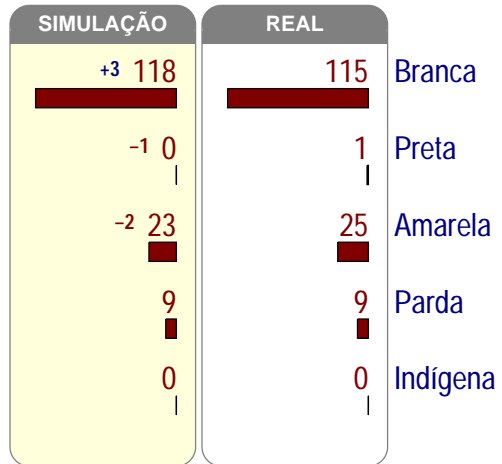 SIMULAÇÃO REAL
+3 118 115 Branca
−1 0 1 Preta
−2 23 25 Amarela
9 9 Parda
0 0 Indígena